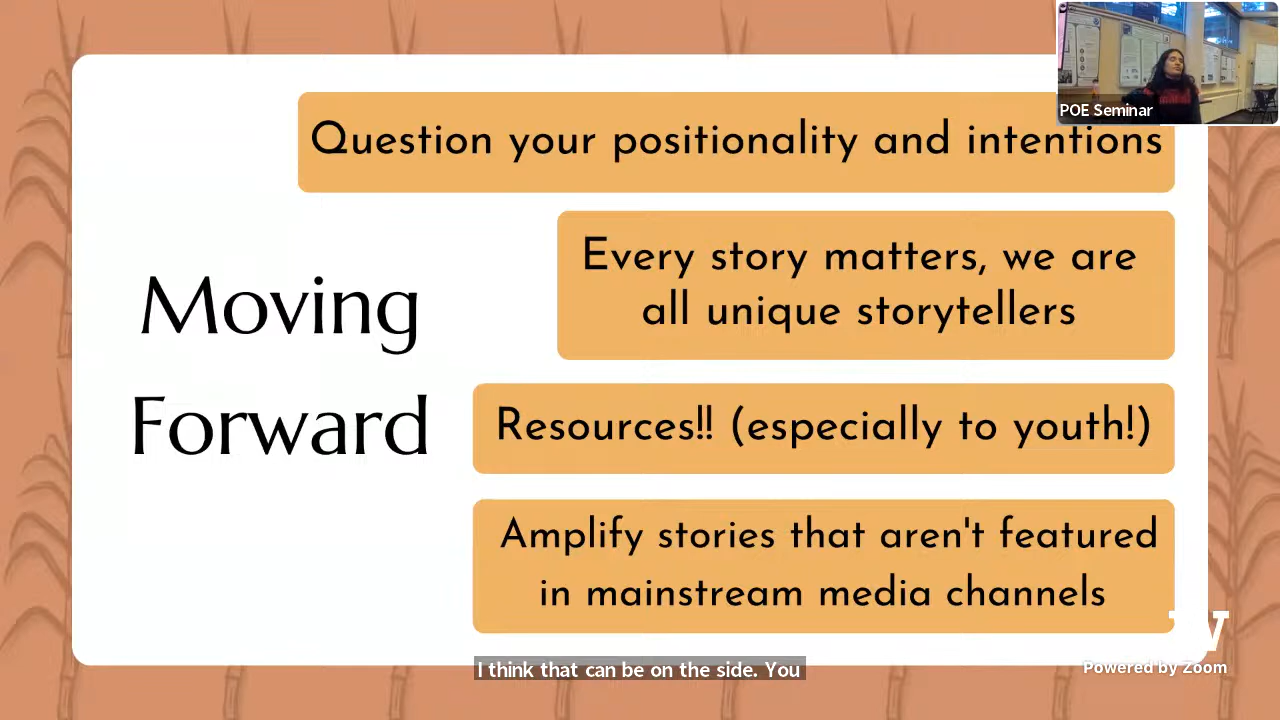 POE Seminar
Question your positionality and intentions
Every story matters, we are
all unique storytellers
Moving
Forward
Resources!! (especially to youth!)
Amplify stories that aren't featured
in mainstream media channels
W
I think that can be on the side. You
Powered by Zoom